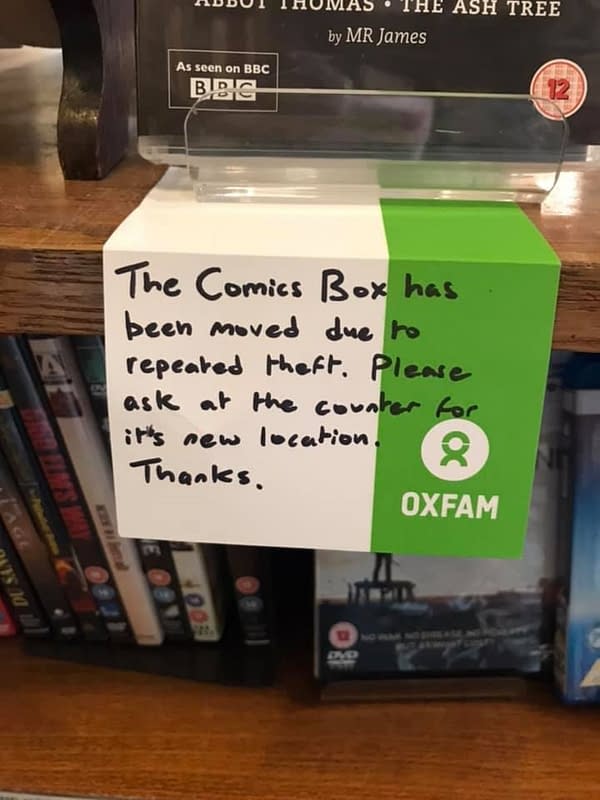 ABBOT THOMAS • THE ASH TREE
by MR James
As seen on BBC
BBC
12
The Comics Box has
been moved due to
repeated theft. Please
ask at the counter for
it's new location.
Thanks.
OXFAM
DVD